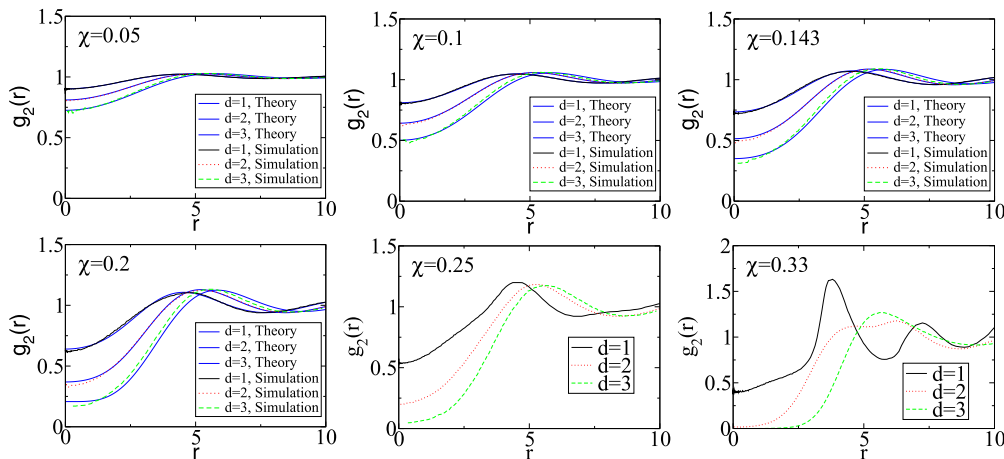 χ=0.05
g₂(r)
1.5
1
0.5
0
d=1, Theory
d=2, Theory
d=3, Theory
d=1, Simulation
d=2, Simulation
d=3, Simulation
0 5 10
r
χ=0.1
g₂(r)
1.5
1
0.5
0
d=1, Theory
d=2, Theory
d=3, Theory
d=1, Simulation
d=2, Simulation
d=3, Simulation
0 5 10
r
χ=0.143
g₂(r)
1.5
1
0.5
0
d=1, Theory
d=2, Theory
d=3, Theory
d=1, Simulation
d=2, Simulation
d=3, Simulation
0 5 10
r
χ=0.2
g₂(r)
1.5
1
0.5
0
d=1, Theory
d=2, Theory
d=3, Theory
d=1, Simulation
d=2, Simulation
d=3, Simulation
0 5 10
r
χ=0.25
g₂(r)
1.5
1
0.5
0
d=1
d=2
d=3
0 5 10
r
χ=0.33
g₂(r)
2
1.5
1
0.5
0
d=1
d=2
d=3
0 5 10
r